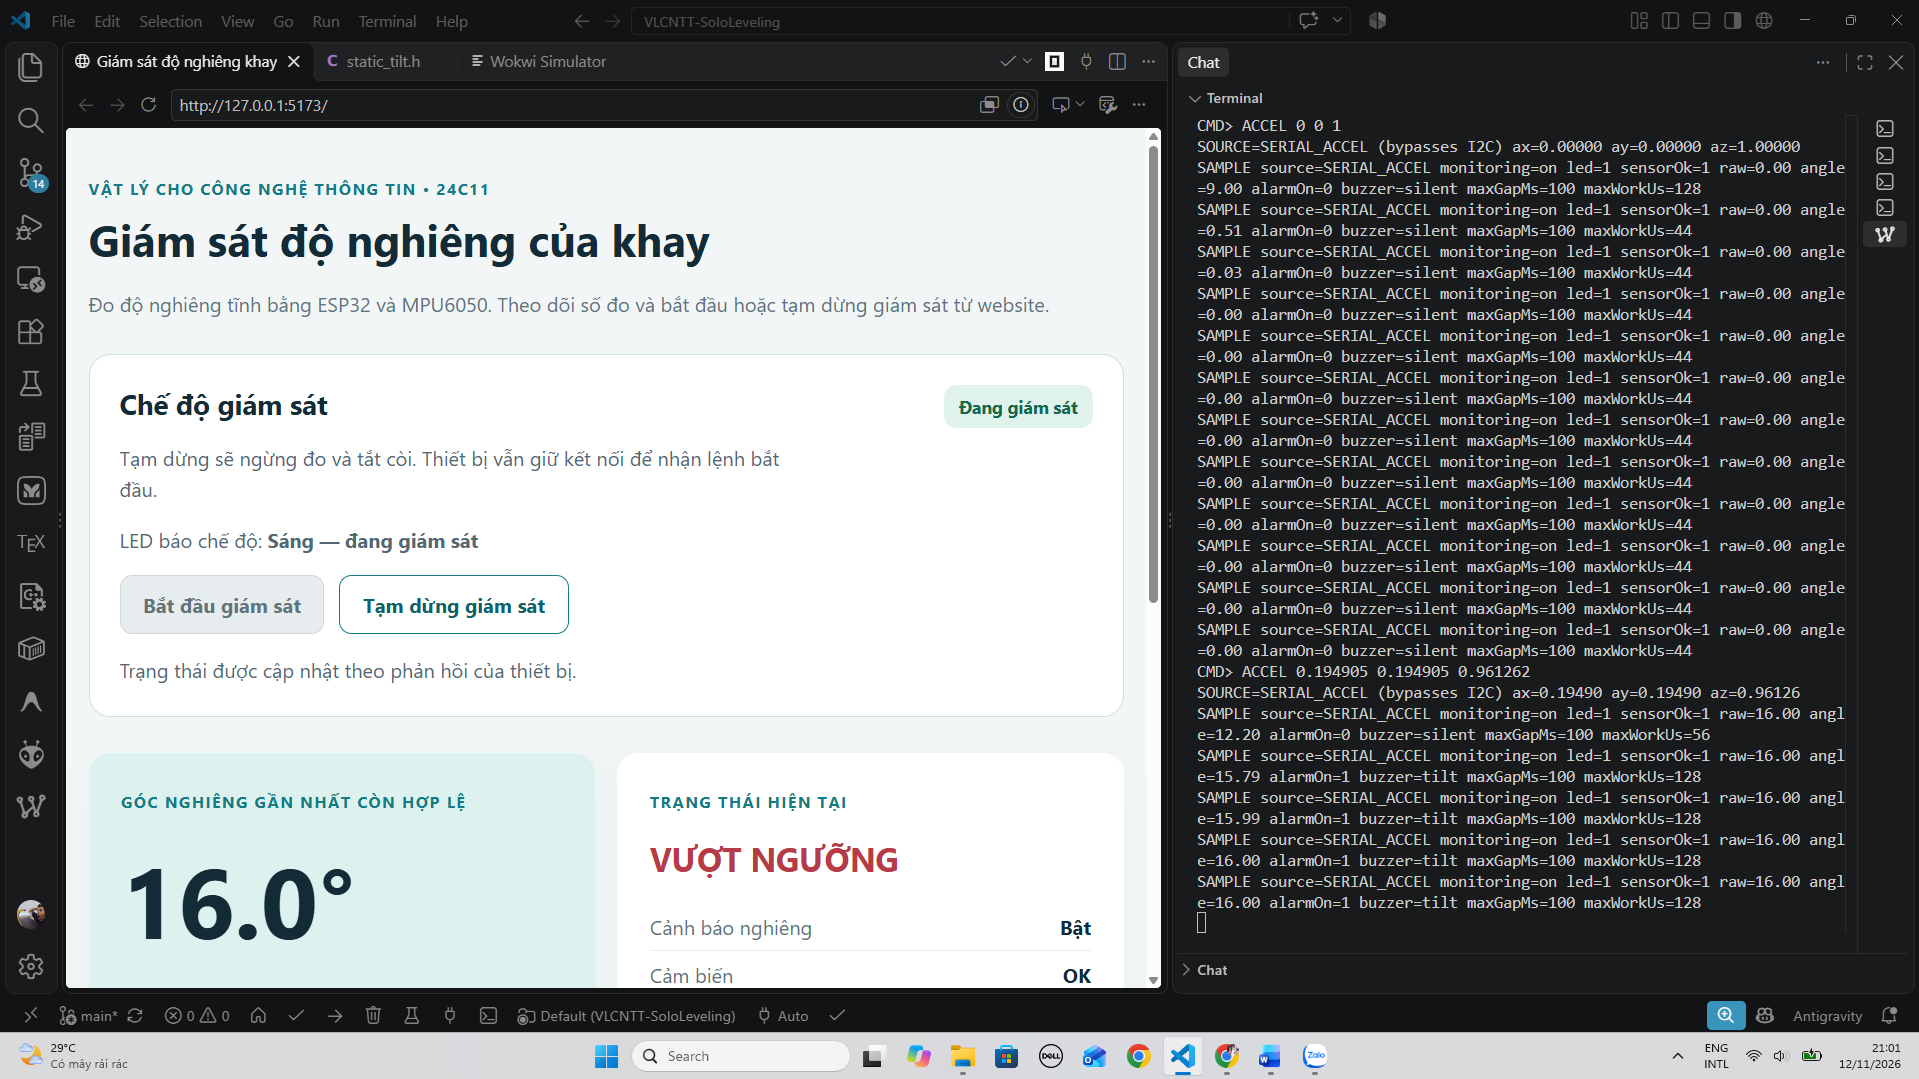 File Edit Selection View Go Run Terminal Help
VLCNTT-SoloLeveling
Giám sát độ nghiêng khay
C static_tilt.h
Wokwi Simulator
http://127.0.0.1:5173/
14
TEX
VẬT LÝ CHO CÔNG NGHỆ THÔNG TIN • 24C11
Giám sát độ nghiêng của khay
Đo độ nghiêng tĩnh bằng ESP32 và MPU6050. Theo dõi số đo và bắt đầu hoặc tạm dừng giám sát từ website.
Chế độ giám sát
Đang giám sát
Tạm dừng sẽ ngừng đo và tắt còi. Thiết bị vẫn giữ kết nối để nhận lệnh bắt
đầu.
LED báo chế độ: Sáng — đang giám sát
Bắt đầu giám sát
Tạm dừng giám sát
Trạng thái được cập nhật theo phản hồi của thiết bị.
GÓC NGHIÊNG GẦN NHẤT CÒN HỢP LỆ
16.0°
TRẠNG THÁI HIỆN TẠI
VƯỢT NGƯỠNG
Cảnh báo nghiêng Bật
Cảm biến OK
Chat
Terminal
CMD> ACCEL 0 0 1
SOURCE=SERIAL_ACCEL (bypasses I2C) ax=0.00000 ay=0.00000 az=1.00000
SAMPLE source=SERIAL_ACCEL monitoring=on led=1 sensorOk=1 raw=0.00 angle
=9.00 alarmOn=0 buzzer=silent maxGapMs=100 maxWorkUs=128
SAMPLE source=SERIAL_ACCEL monitoring=on led=1 sensorOk=1 raw=0.00 angle
=0.51 alarmOn=0 buzzer=silent maxGapMs=100 maxWorkUs=44
SAMPLE source=SERIAL_ACCEL monitoring=on led=1 sensorOk=1 raw=0.00 angle
=0.03 alarmOn=0 buzzer=silent maxGapMs=100 maxWorkUs=44
SAMPLE source=SERIAL_ACCEL monitoring=on led=1 sensorOk=1 raw=0.00 angle
=0.00 alarmOn=0 buzzer=silent maxGapMs=100 maxWorkUs=44
SAMPLE source=SERIAL_ACCEL monitoring=on led=1 sensorOk=1 raw=0.00 angle
=0.00 alarmOn=0 buzzer=silent maxGapMs=100 maxWorkUs=44
SAMPLE source=SERIAL_ACCEL monitoring=on led=1 sensorOk=1 raw=0.00 angle
=0.00 alarmOn=0 buzzer=silent maxGapMs=100 maxWorkUs=44
SAMPLE source=SERIAL_ACCEL monitoring=on led=1 sensorOk=1 raw=0.00 angle
=0.00 alarmOn=0 buzzer=silent maxGapMs=100 maxWorkUs=44
SAMPLE source=SERIAL_ACCEL monitoring=on led=1 sensorOk=1 raw=0.00 angle
=0.00 alarmOn=0 buzzer=silent maxGapMs=100 maxWorkUs=44
SAMPLE source=SERIAL_ACCEL monitoring=on led=1 sensorOk=1 raw=0.00 angle
=0.00 alarmOn=0 buzzer=silent maxGapMs=100 maxWorkUs=44
SAMPLE source=SERIAL_ACCEL monitoring=on led=1 sensorOk=1 raw=0.00 angle
=0.00 alarmOn=0 buzzer=silent maxGapMs=100 maxWorkUs=44
SAMPLE source=SERIAL_ACCEL monitoring=on led=1 sensorOk=1 raw=0.00 angle
=0.00 alarmOn=0 buzzer=silent maxGapMs=100 maxWorkUs=44
SAMPLE source=SERIAL_ACCEL monitoring=on led=1 sensorOk=1 raw=0.00 angle
=0.00 alarmOn=0 buzzer=silent maxGapMs=100 maxWorkUs=44
CMD> ACCEL 0.194905 0.194905 0.961262
SOURCE=SERIAL_ACCEL (bypasses I2C) ax=0.19490 ay=0.19490 az=0.96126
SAMPLE source=SERIAL_ACCEL monitoring=on led=1 sensorOk=1 raw=16.00 angl
e=12.20 alarmOn=0 buzzer=silent maxGapMs=100 maxWorkUs=56
SAMPLE source=SERIAL_ACCEL monitoring=on led=1 sensorOk=1 raw=16.00 angl
e=15.79 alarmOn=1 buzzer=tilt maxGapMs=100 maxWorkUs=128
SAMPLE source=SERIAL_ACCEL monitoring=on led=1 sensorOk=1 raw=16.00 angl
e=15.99 alarmOn=1 buzzer=tilt maxGapMs=100 maxWorkUs=128
SAMPLE source=SERIAL_ACCEL monitoring=on led=1 sensorOk=1 raw=16.00 angl
e=16.00 alarmOn=1 buzzer=tilt maxGapMs=100 maxWorkUs=128
SAMPLE source=SERIAL_ACCEL monitoring=on led=1 sensorOk=1 raw=16.00 angl
e=16.00 alarmOn=1 buzzer=tilt maxGapMs=100 maxWorkUs=128
Chat
main* 0 0 Default (VLCNTT-SoloLeveling) Auto Antigravity
29°C
Có mây rải rác
Search
DELL
Zalo
ENG
INTL
21:01
12/11/2026